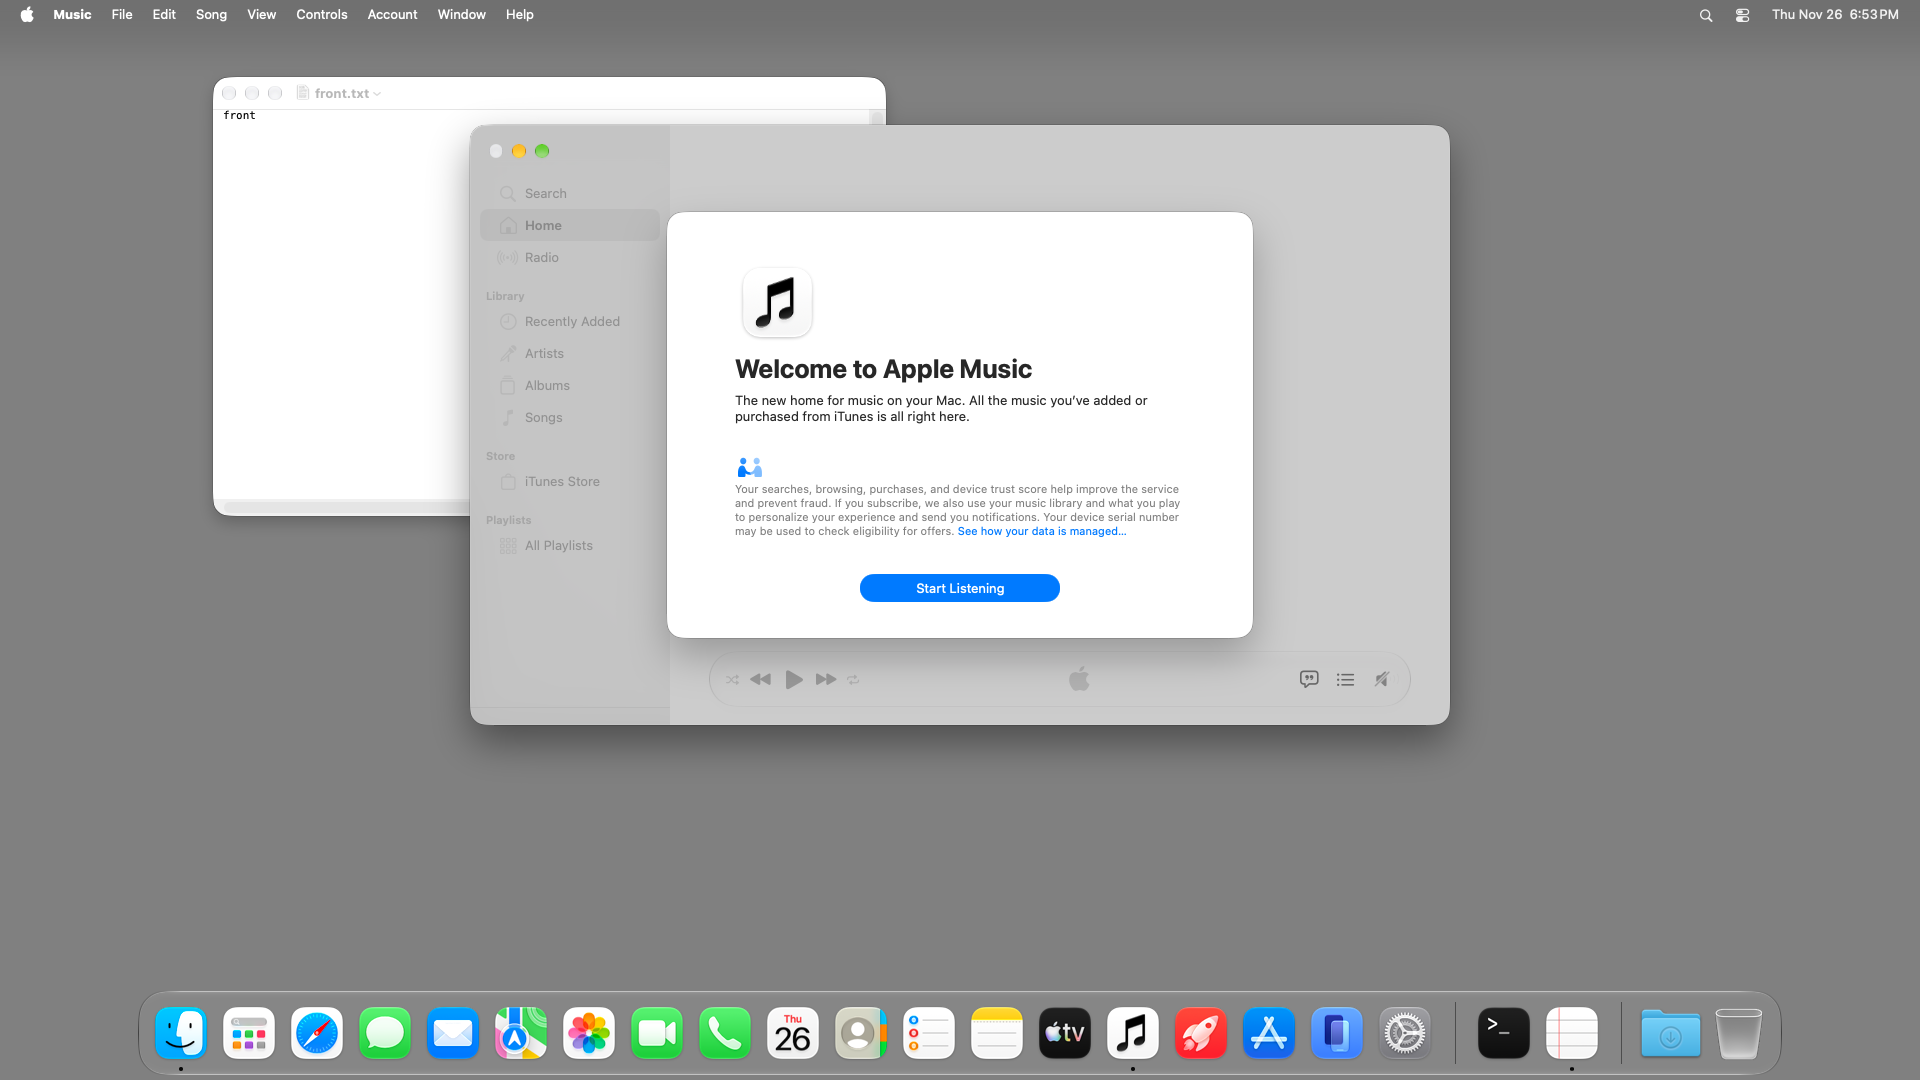 Music File Edit Song View Controls Account Window Help
Thu Nov 26 6:53 PM
front.txt
front
Search
Home
Radio
Library
Recently Added
Artists
Albums
Songs
Store
iTunes Store
Playlists
All Playlists
Welcome to Apple Music
The new home for music on your Mac. All the music you've added or
purchased from iTunes is all right here.
Your searches, browsing, purchases, and device trust score help improve the service
and prevent fraud. If you subscribe, we also use your music library and what you play
to personalize your experience and send you notifications. Your device serial number
may be used to check eligibility for offers. See how your data is managed...
Start Listening
Thu
26
tv
>_